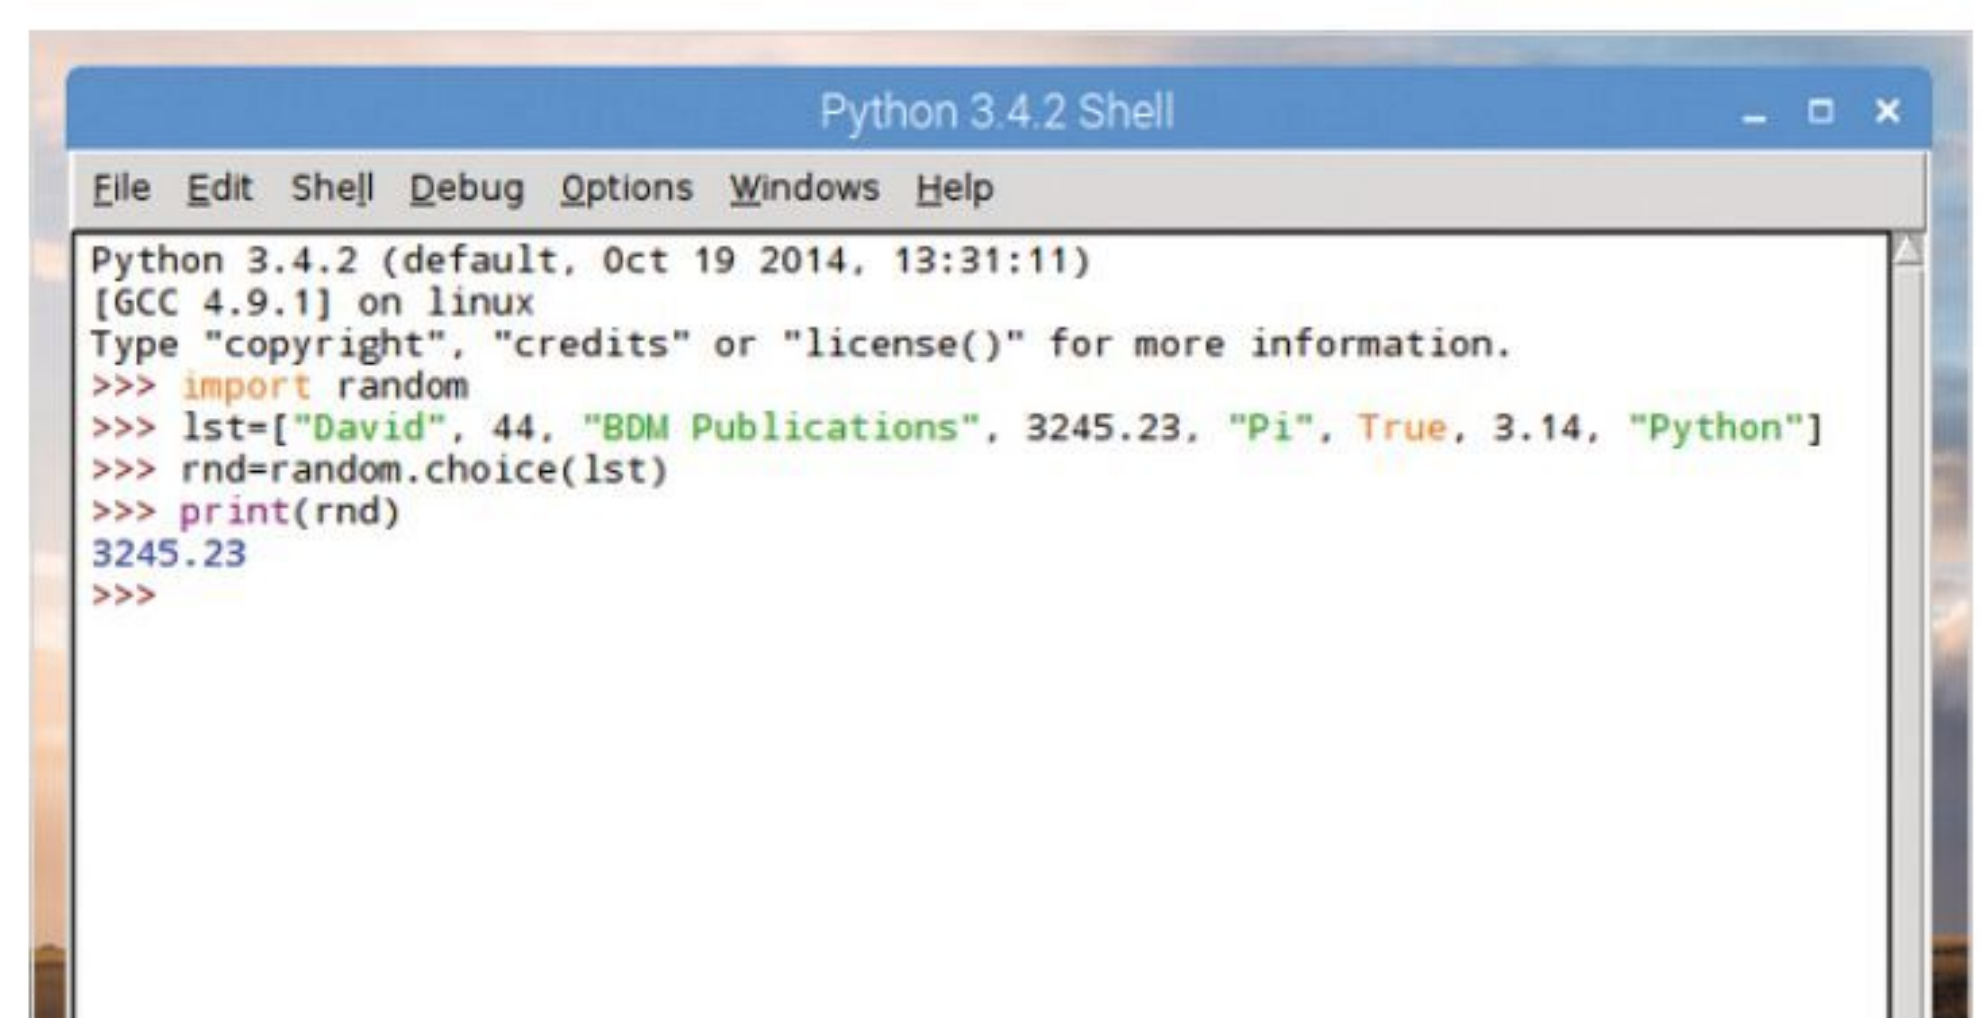 Python 3.4.2 Shell
File Edit Shell Debug Options Windows Help
Python 3.4.2 (default, Oct 19 2014, 13:31:11)
[GCC 4.9.1] on linux
Type "copyright", "credits" or "license()" for more information.
>>> import random
>>> lst=["David", 44, "BDM Publications", 3245.23, "Pi", True, 3.14, "Python"]
>>> rnd=random.choice(lst)
>>> print(rnd)
3245.23
>>>